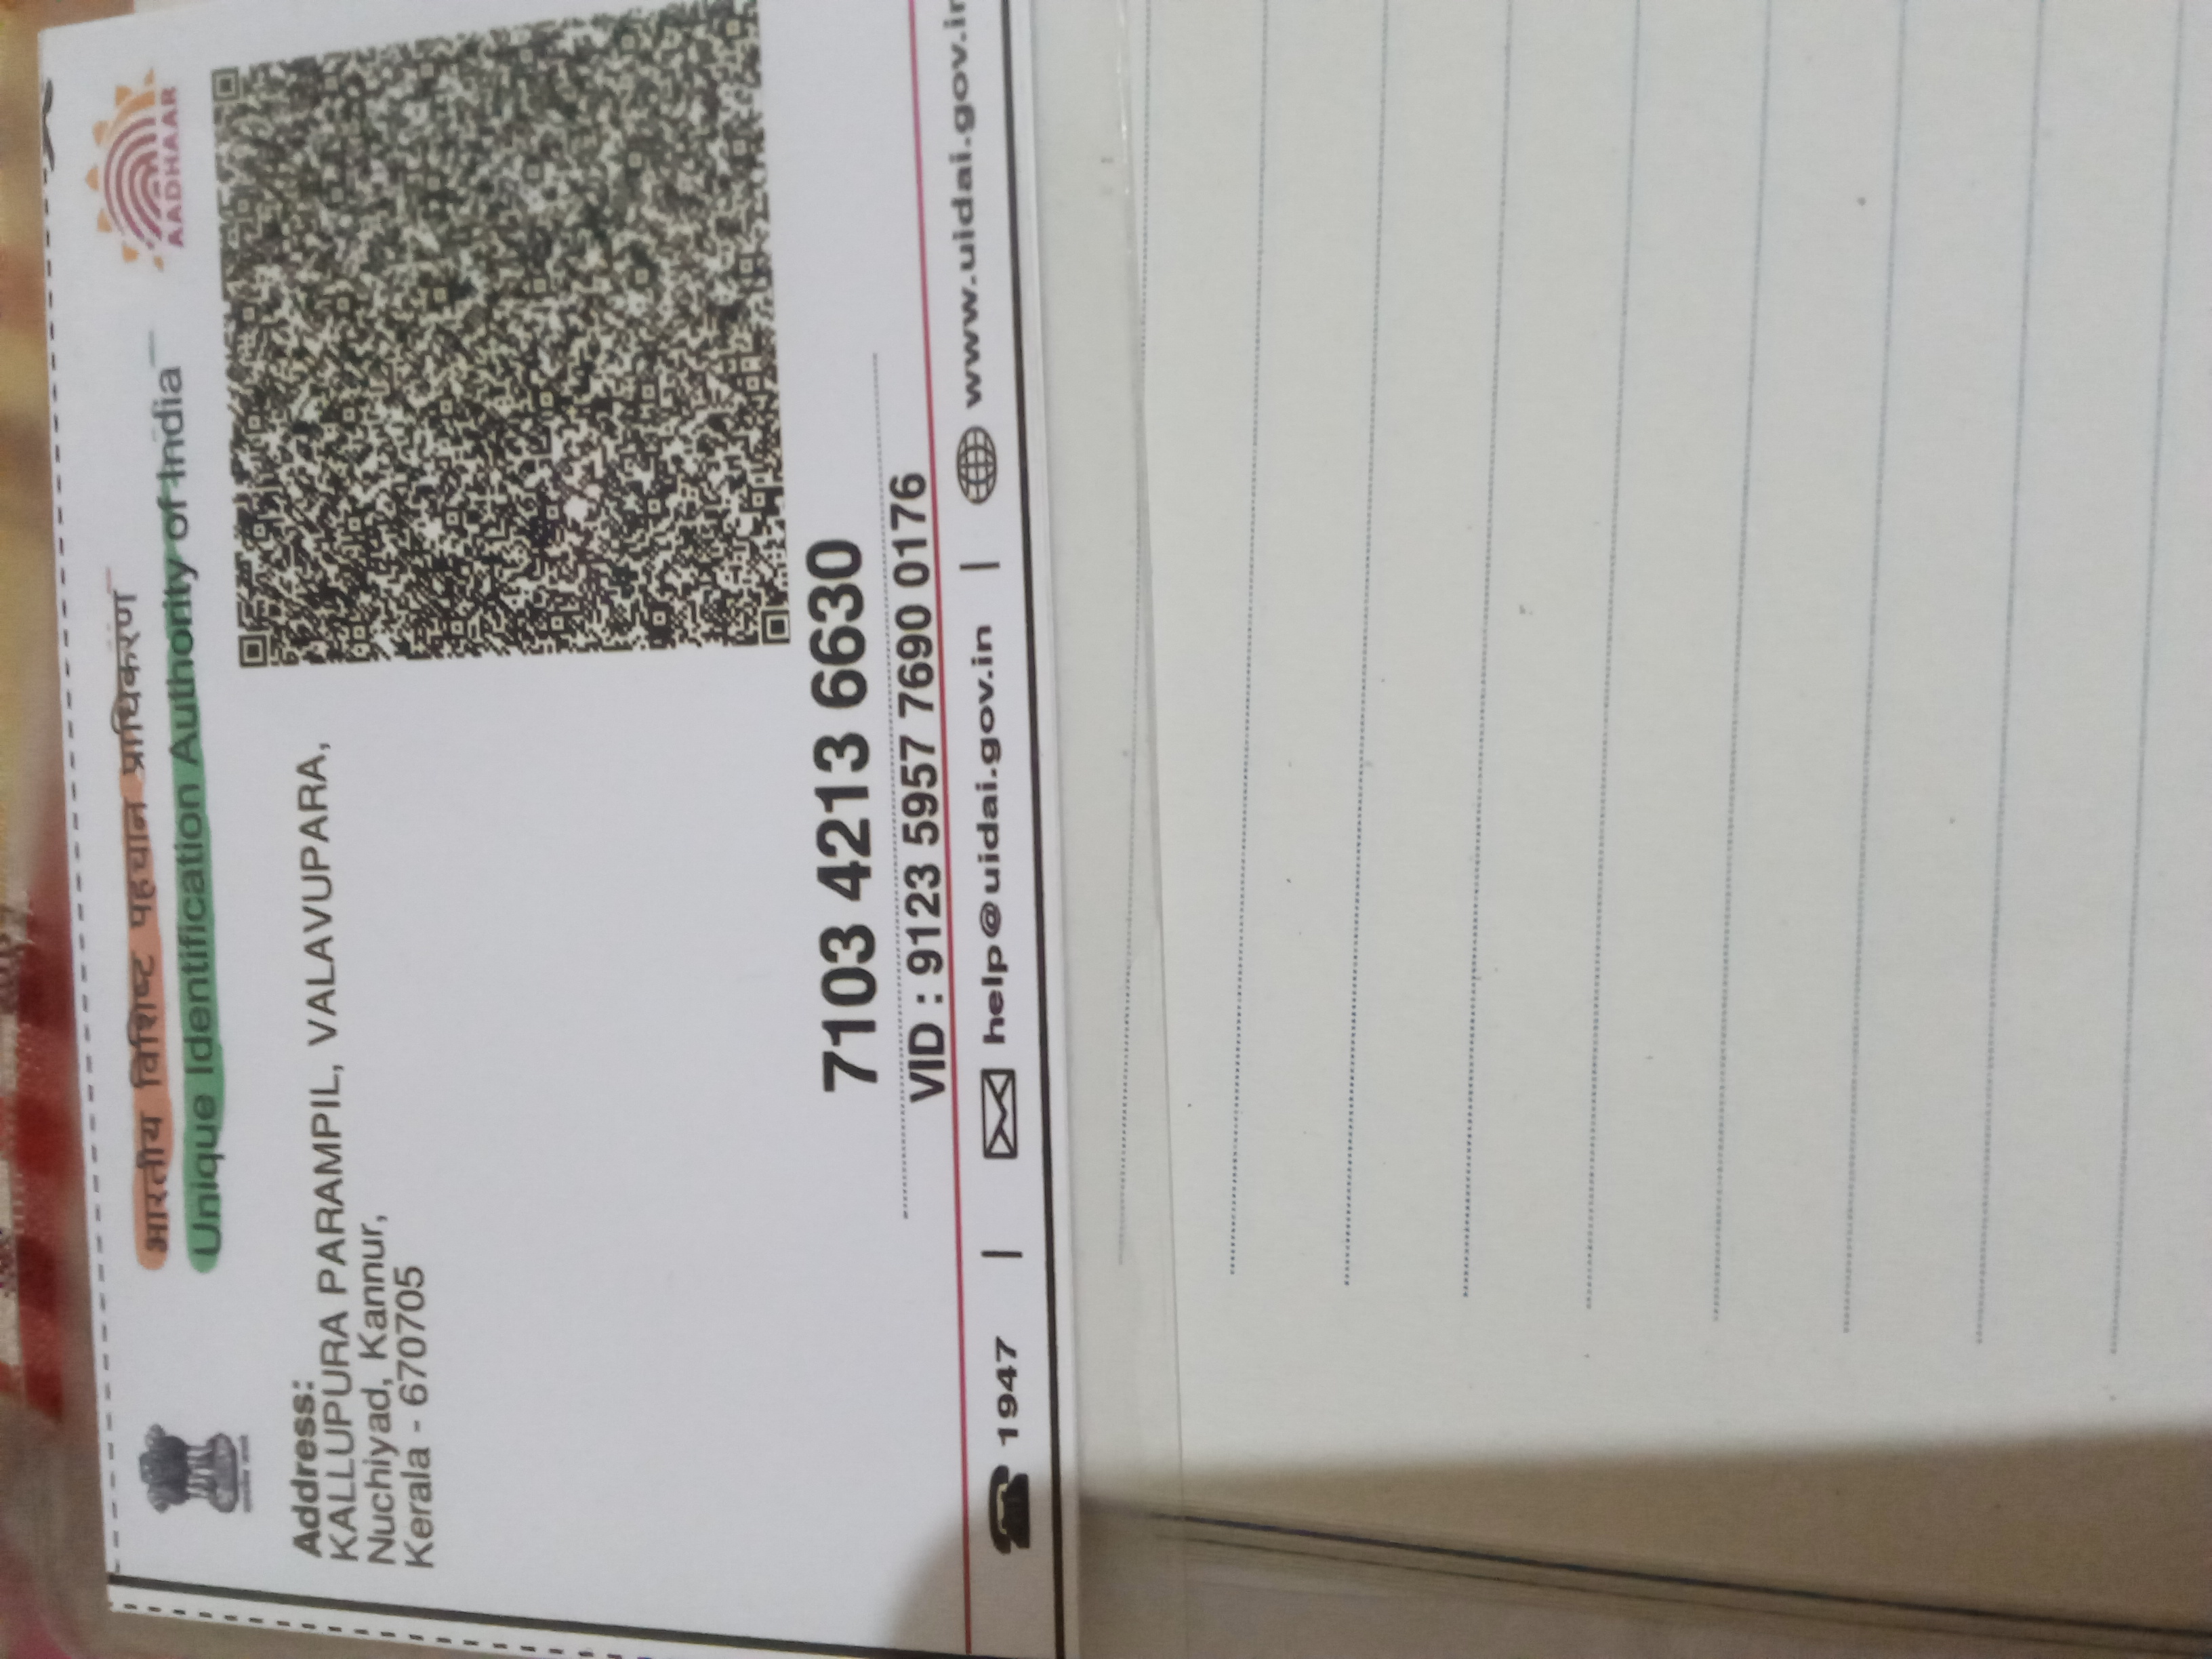 भारतीय विशिष्ट पहचान प्राधिकरण
Unique Identification Authority of India
AADHAAR
Address:
KALLUPURA PARAMPIL, VALAVUPARA,
Nuchiyad, Kannur,
Kerala - 670705
7103 4213 6630
VID : 9123 5957 7690 0176
1947 | help@uidai.gov.in | www.uidai.gov.in